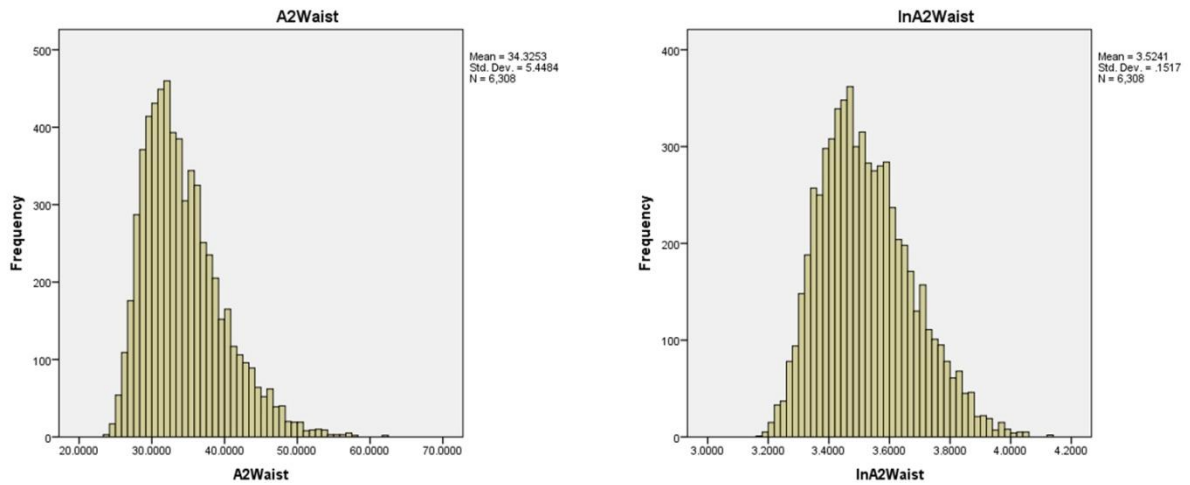 A2Waist
500
400
300
200
100
0
Frequency
20.0000 30.0000 40.0000 50.0000 60.0000 70.0000
A2Waist
Mean = 34.3253
Std. Dev. = 5.4484
N = 6,308
lnA2Waist
400
300
200
100
0
Frequency
3.0000 3.2000 3.4000 3.6000 3.8000 4.0000 4.2000
lnA2Waist
Mean = 3.5241
Std. Dev. = .1517
N = 6,308